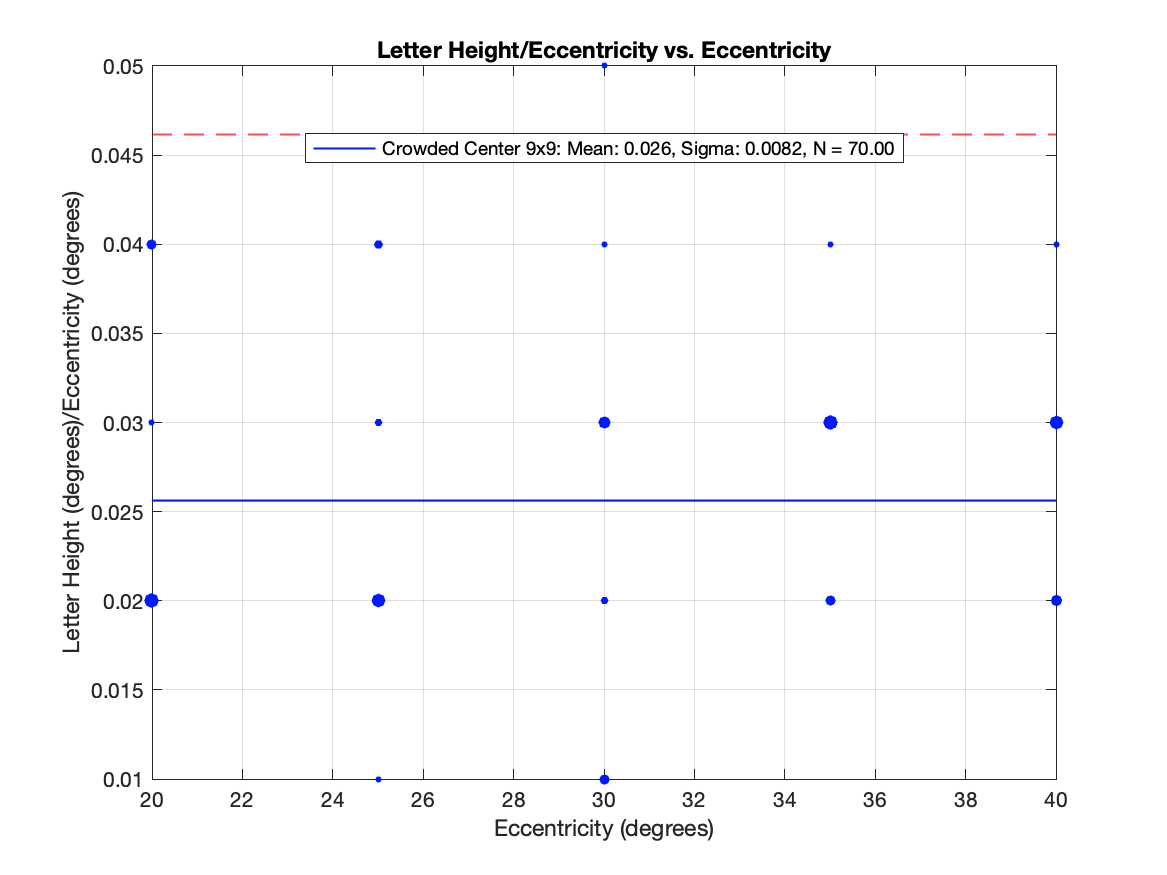 Letter Height/Eccentricity vs. Eccentricity
0.05
0.045
0.04
0.035
0.03
0.025
0.02
0.015
0.01
Letter Height (degrees)/Eccentricity (degrees)
Crowded Center 9x9: Mean: 0.026, Sigma: 0.0082, N = 70.00
20 22 24 26 28 30 32 34 36 38 40
Eccentricity (degrees)